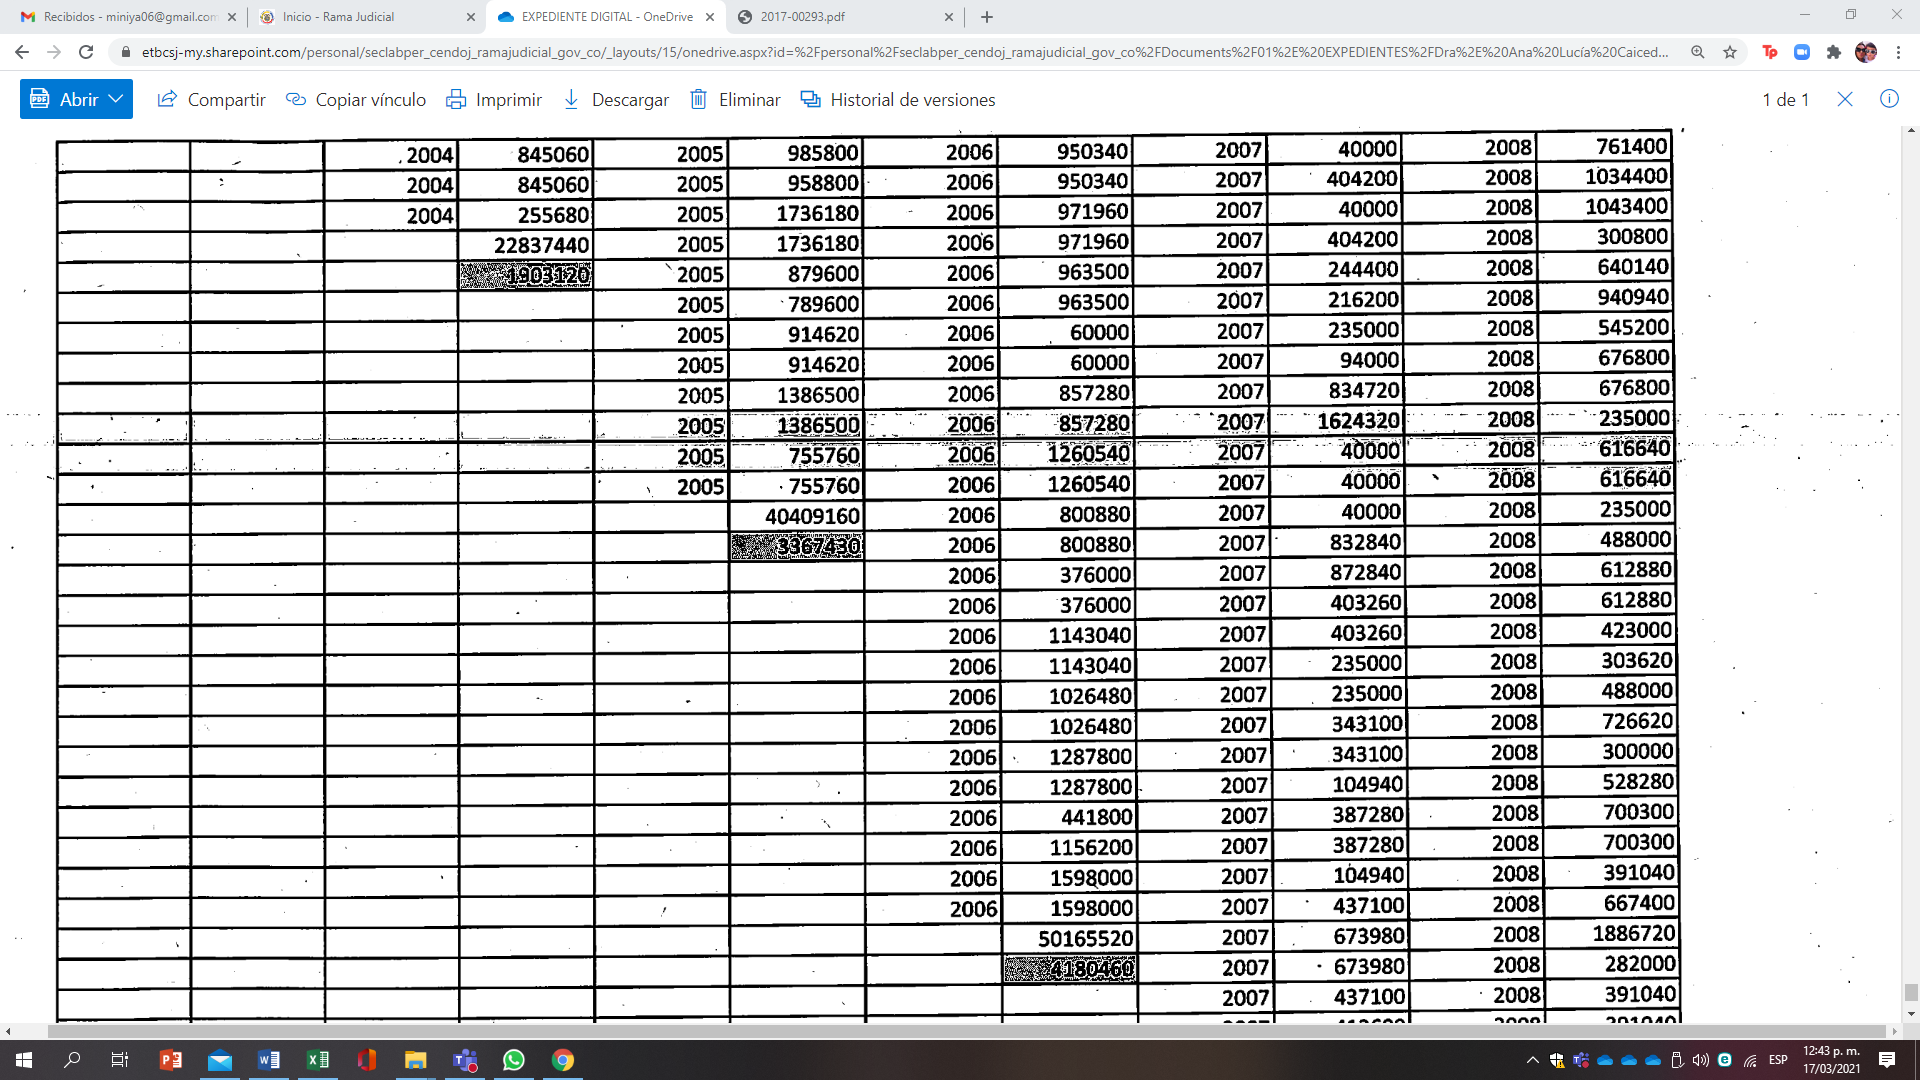 Recibidos - miniya06@gmail.com
Inicio - Rama Judicial
EXPEDIENTE DIGITAL - OneDrive
2017-00293.pdf
etbcsj-my.sharepoint.com/personal/seclabper_cendoj_ramajudicial_gov_co/_layouts/15/onedrive.aspx?id=%2Fpersonal%2Fseclabper_cendoj_ramajudicial_gov_co%2FDocuments%2F01%2E%20EXPEDIENTES%2FDra%2E%20Ana%20Lucía%20Caiced...
Abrir Compartir Copiar vínculo Imprimir Descargar Eliminar Historial de versiones 1 de 1
2004 845060 2005 985800 2006 950340 2007 40000 2008 761400
2004 845060 2005 958800 2006 950340 2007 404200 2008 1034400
2004 255680 2005 1736180 2006 971960 2007 40000 2008 1043400
22837440 2005 1736180 2006 971960 2007 404200 2008 300800
1903120 2005 879600 2006 963500 2007 244400 2008 640140
2005 789600 2006 963500 2007 216200 2008 940940
2005 914620 2006 60000 2007 235000 2008 545200
2005 914620 2006 60000 2007 94000 2008 676800
2005 1386500 2006 857280 2007 834720 2008 676800
2005 1386500 2006 857280 2007 1624320 2008 235000
2005 755760 2006 1260540 2007 40000 2008 616640
2005 755760 2006 1260540 2007 40000 2008 616640
40409160 2006 800880 2007 40000 2008 235000
3367430 2006 800880 2007 832840 2008 488000
2006 376000 2007 872840 2008 612880
2006 376000 2007 403260 2008 612880
2006 1143040 2007 403260 2008 423000
2006 1143040 2007 235000 2008 303620
2006 1026480 2007 235000 2008 488000
2006 1026480 2007 343100 2008 726620
2006 1287800 2007 343100 2008 300000
2006 1287800 2007 104940 2008 528280
2006 441800 2007 387280 2008 700300
2006 1156200 2007 387280 2008 700300
2006 1598000 2007 104940 2008 391040
2006 1598000 2007 437100 2008 667400
50165520 2007 673980 2008 1886720
4180460 2007 673980 2008 282000
2007 437100 2008 391040
ESP
12:43 p. m.
17/03/2021